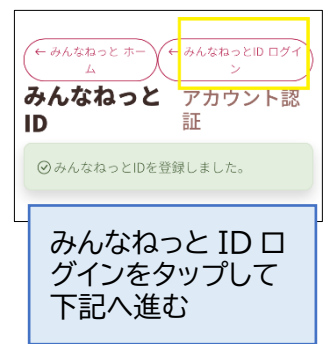 ← みんなねっと ホー
ム
← みんなねっとID ログイ
ン
みんなねっと
ID
アカウント認
証
みんなねっとIDを登録しました。
みんなねっと ID ロ
グインをタップして
下記へ進む